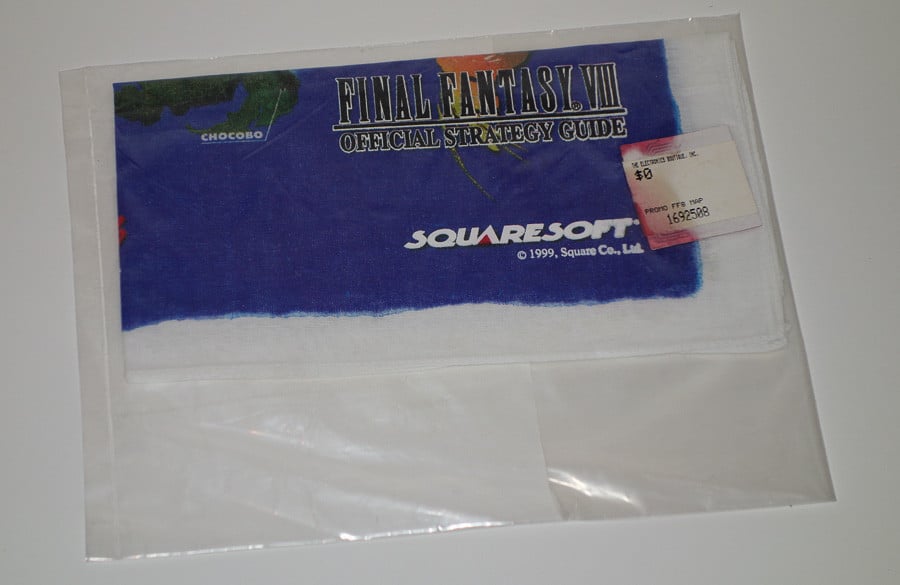 FINAL FANTASY® VIII
OFFICIAL STRATEGY GUIDE
CHOCOBO
THE ELECTRONICS BOUTIQUE, INC.
$0
PROMO FF8 MAP
1692508
SQUARESOFT™
© 1999, Square Co., Ltd.